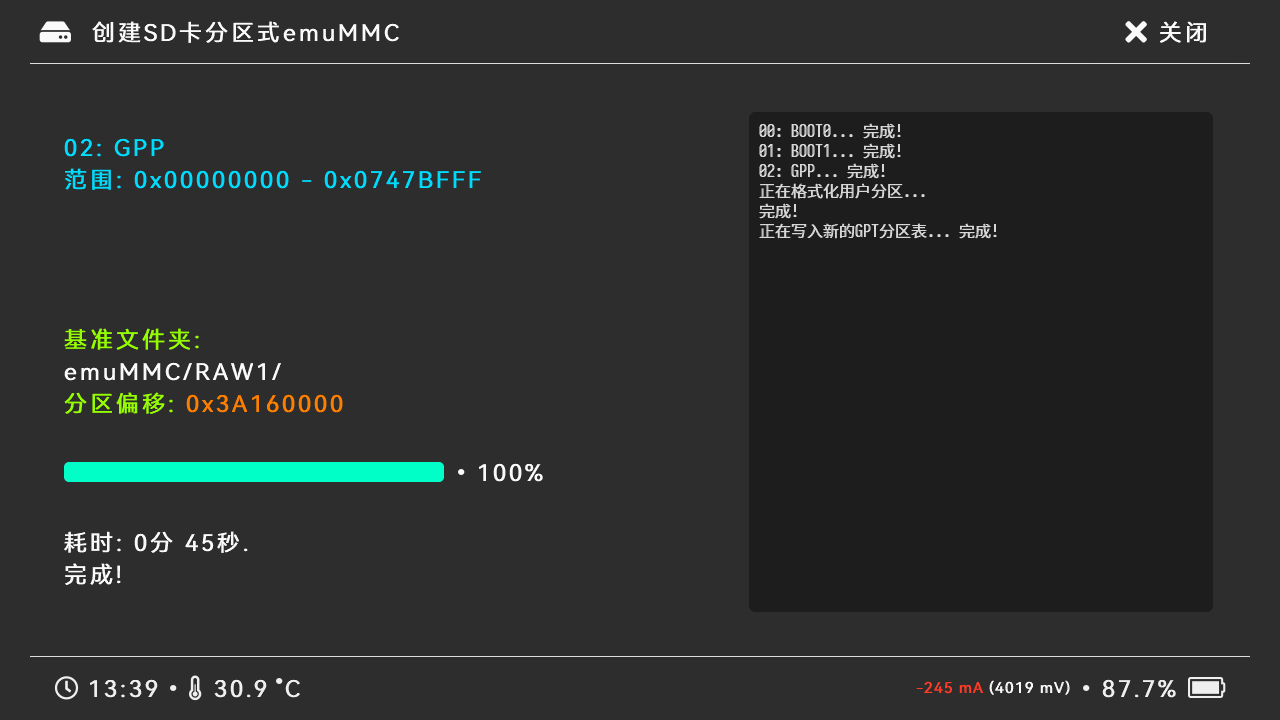 创建SD卡分区式emuMMC
关闭
02: GPP
范围: 0x00000000 - 0x0747BFFF
基准文件夹:
emuMMC/RAW1/
分区偏移: 0x3A160000
• 100%
耗时: 0分 45秒.
完成!
00: BOOT0... 完成!
01: BOOT1... 完成!
02: GPP... 完成!
正在格式化用户分区...
完成!
正在写入新的GPT分区表... 完成!
13:39 • 30.9 °C
-245 mA (4019 mV) • 87.7%